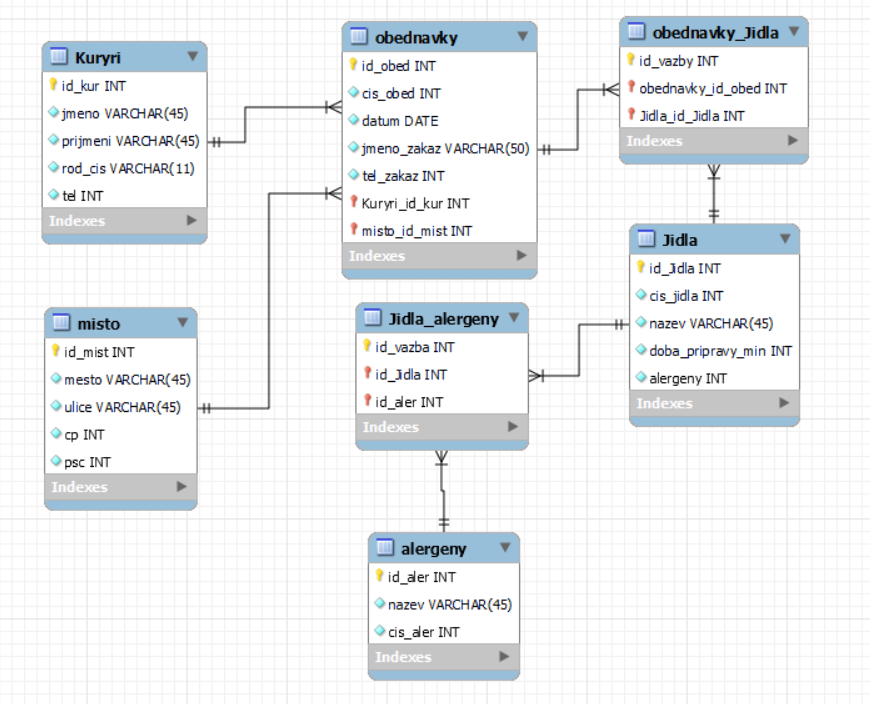 Kuryri
id_kur INT
jmeno VARCHAR(45)
prijmeni VARCHAR(45)
rod_cis VARCHAR(11)
tel INT
Indexes
obednavky
id_obed INT
cis_obed INT
datum DATE
jmeno_zakaz VARCHAR(50)
tel_zakaz INT
Kuryri_id_kur INT
misto_id_mist INT
Indexes
obednavky_Jidla
id_vazby INT
obednavky_id_obed INT
Jidla_id_Jidla INT
Indexes
Jidla
id_Jidla INT
cis_jidla INT
nazev VARCHAR(45)
doba_pripravy_min INT
alergeny INT
Indexes
misto
id_mist INT
mesto VARCHAR(45)
ulice VARCHAR(45)
cp INT
psc INT
Indexes
Jidla_alergeny
id_vazba INT
id_Jidla INT
id_aler INT
Indexes
alergeny
id_aler INT
nazev VARCHAR(45)
cis_aler INT
Indexes